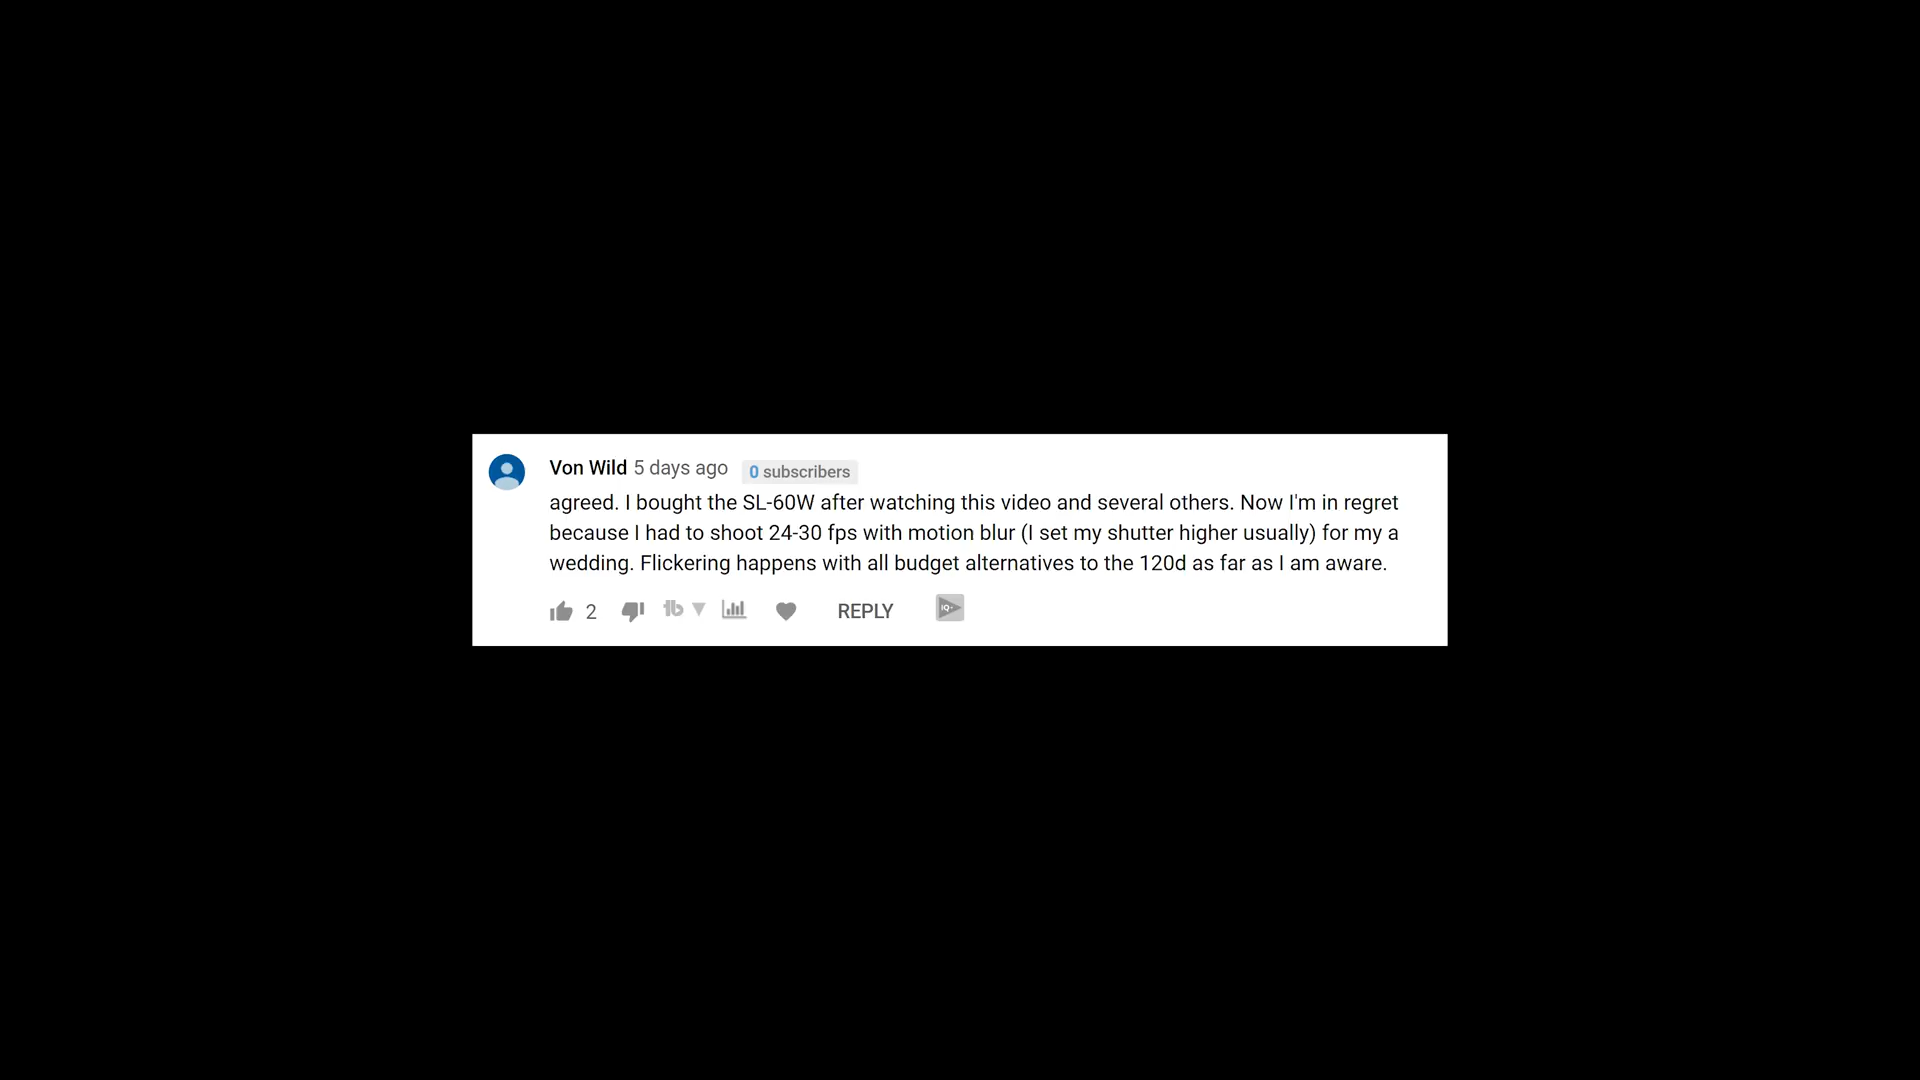 Von Wild 5 days ago 0 subscribers
agreed. I bought the SL-60W after watching this video and several others. Now I'm in regret
because I had to shoot 24-30 fps with motion blur (I set my shutter higher usually) for my a
wedding. Flickering happens with all budget alternatives to the 120d as far as I am aware.
2 REPLY IQ+